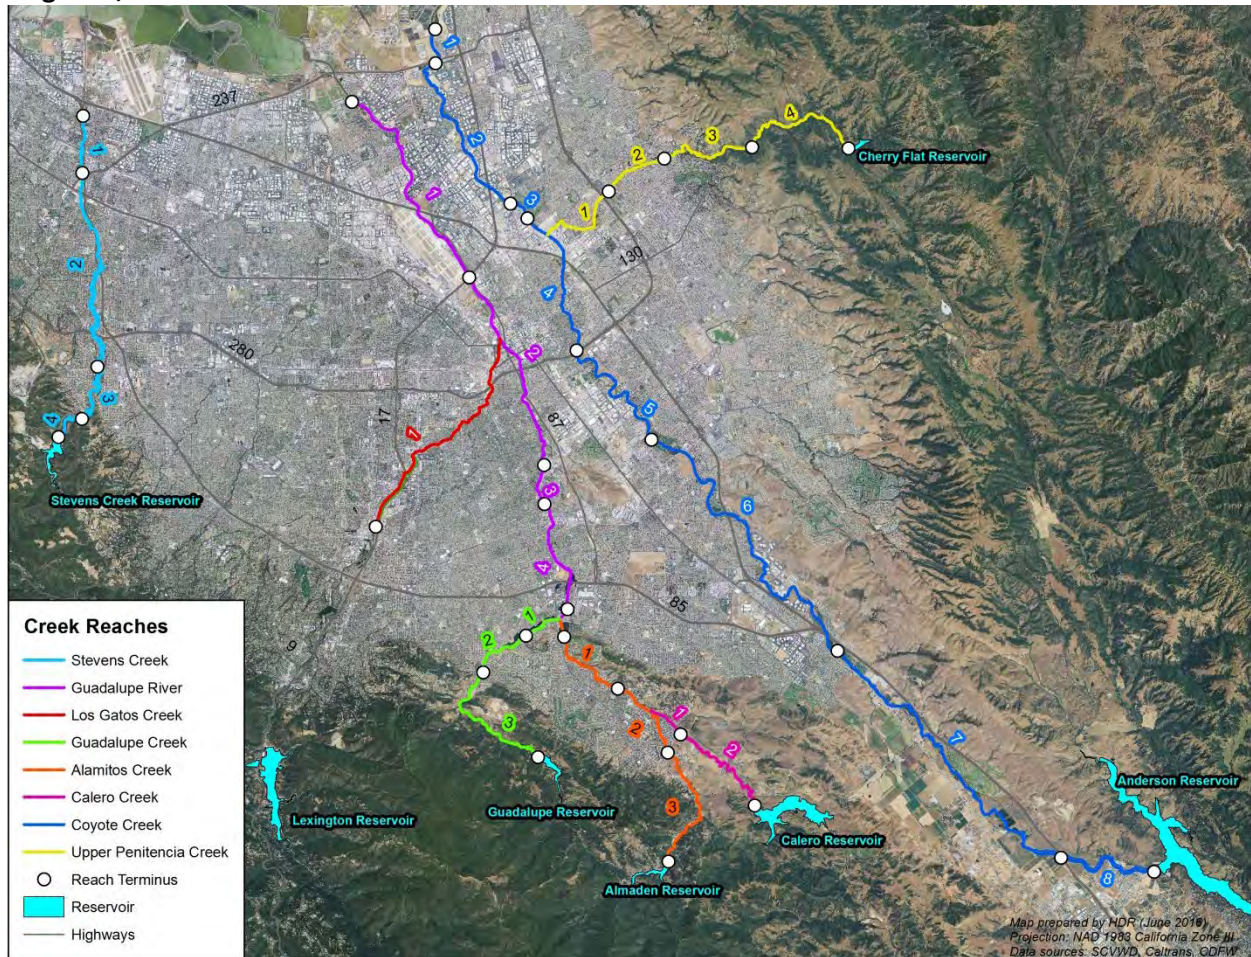 1
237
1
1
2
3
1
2
3
4
Cherry Flat Reservoir
1
130
2
4
280
2
3
4
17
87
5
1
Stevens Creek Reservoir
3
6
4
85
1
2
9
1
1
2
2
3
3
7
Anderson Reservoir
Guadalupe Reservoir
Lexington Reservoir
Calero Reservoir
Almaden Reservoir
8
Creek Reaches
Stevens Creek
Guadalupe River
Los Gatos Creek
Guadalupe Creek
Alamitos Creek
Calero Creek
Coyote Creek
Upper Penitencia Creek
Reach Terminus
Reservoir
Highways
Map prepared by HDR (June 2016)
Projection: NAD 1983 California Zone III
Data sources: SCVWD, Caltrans, CDFW